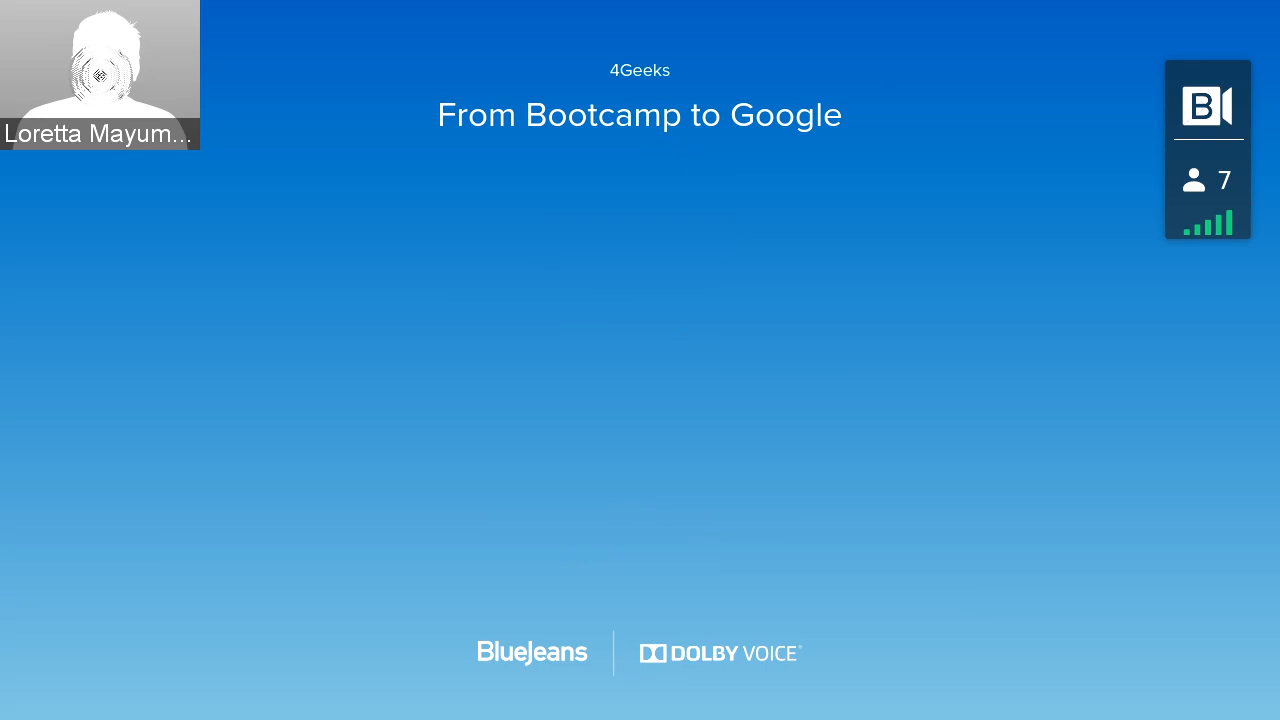 4Geeks
From Bootcamp to Google
Loretta Mayum...
B
7
BlueJeans
DOLBY VOICE